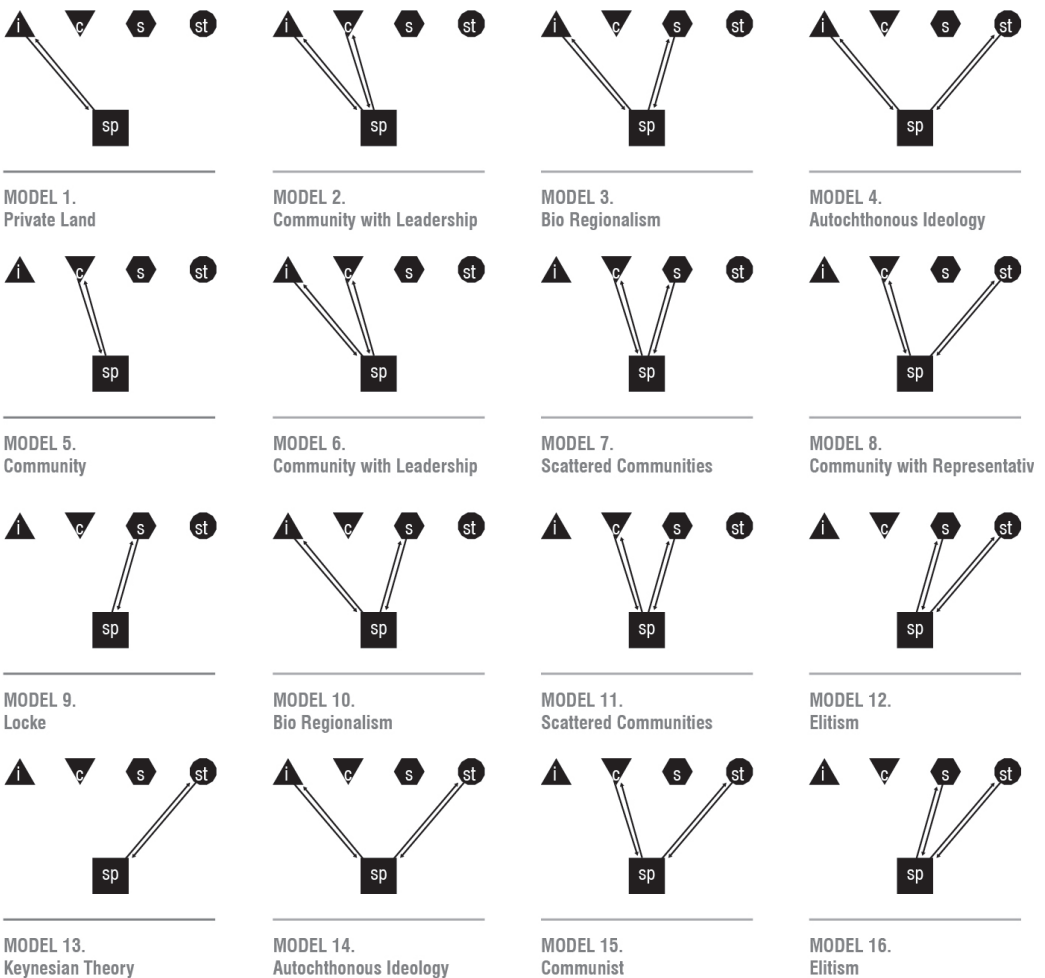 i c s st i c s st i c s st i c s st
sp sp sp sp
MODEL 1. MODEL 2. MODEL 3. MODEL 4.
Private Land Community with Leadership Bio Regionalism Autochthonous Ideology
i c s st i c s st i c s st i c s st
sp sp sp sp
MODEL 5. MODEL 6. MODEL 7. MODEL 8.
Community Community with Leadership Scattered Communities Community with Representativ
i c s st i c s st i c s st i c s st
sp sp sp sp
MODEL 9. MODEL 10. MODEL 11. MODEL 12.
Locke Bio Regionalism Scattered Communities Elitism
i c s st i c s st i c s st i c s st
sp sp sp sp
MODEL 13. MODEL 14. MODEL 15. MODEL 16.
Keynesian Theory Autochthonous Ideology Communist Elitism